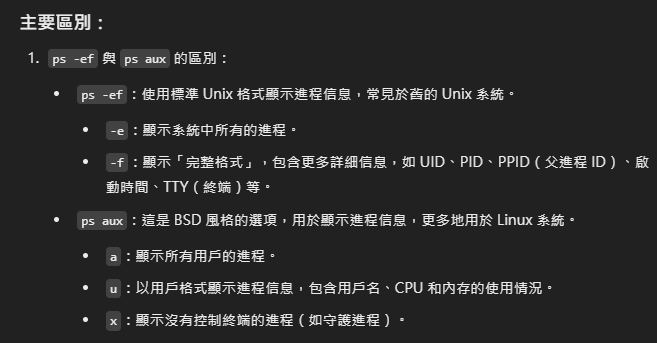 主要區別：
1. ps -ef 與 ps aux 的區別：
• ps -ef：使用標準 Unix 格式顯示進程信息，常見於舊的 Unix 系統。
• -e：顯示系統中所有的進程。
• -f：顯示「完整格式」，包含更多詳細信息，如 UID、PID、PPID（父進程 ID）、啟
動時間、TTY（終端）等。
• ps aux：這是 BSD 風格的選項，用於顯示進程信息，更多地用於 Linux 系統。
• a：顯示所有用戶的進程。
• u：以用戶格式顯示進程信息，包含用戶名、CPU 和內存的使用情況。
• x：顯示沒有控制終端的進程（如守護進程）。